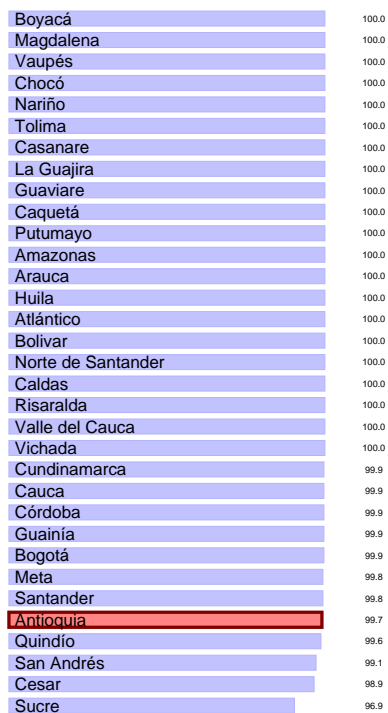 Boyacá 100.0
Magdalena 100.0
Vaupés 100.0
Chocó 100.0
Nariño 100.0
Tolima 100.0
Casanare 100.0
La Guajira 100.0
Guaviare 100.0
Caquetá 100.0
Putumayo 100.0
Amazonas 100.0
Arauca 100.0
Huila 100.0
Atlántico 100.0
Bolivar 100.0
Norte de Santander 100.0
Caldas 100.0
Risaralda 100.0
Valle del Cauca 100.0
Vichada 100.0
Cundinamarca 99.9
Cauca 99.9
Córdoba 99.9
Guainía 99.9
Bogotá 99.9
Meta 99.8
Santander 99.8
Antioquia 99.7
Quindío 99.6
San Andrés 99.1
Cesar 98.9
Sucre 96.9